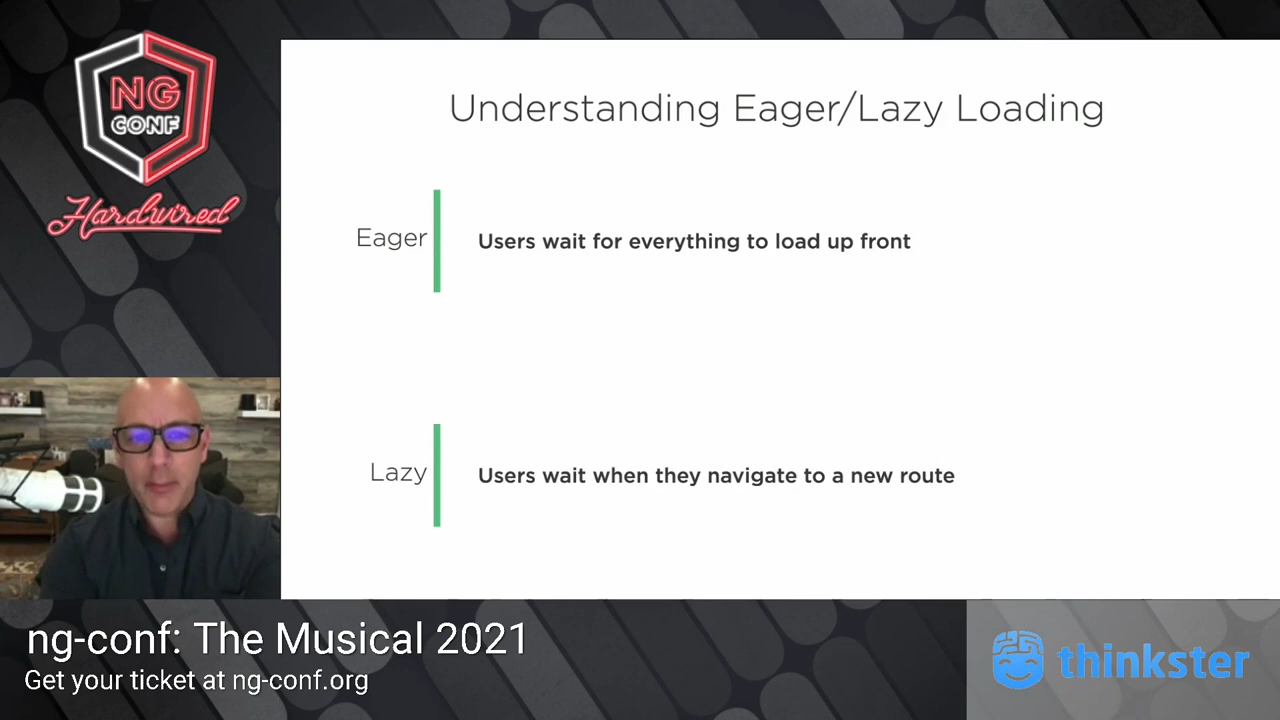 NG
CONF
Hardwired
Understanding Eager/Lazy Loading
Eager
Users wait for everything to load up front
Lazy
Users wait when they navigate to a new route
ng-conf: The Musical 2021
Get your ticket at ng-conf.org
thinkster